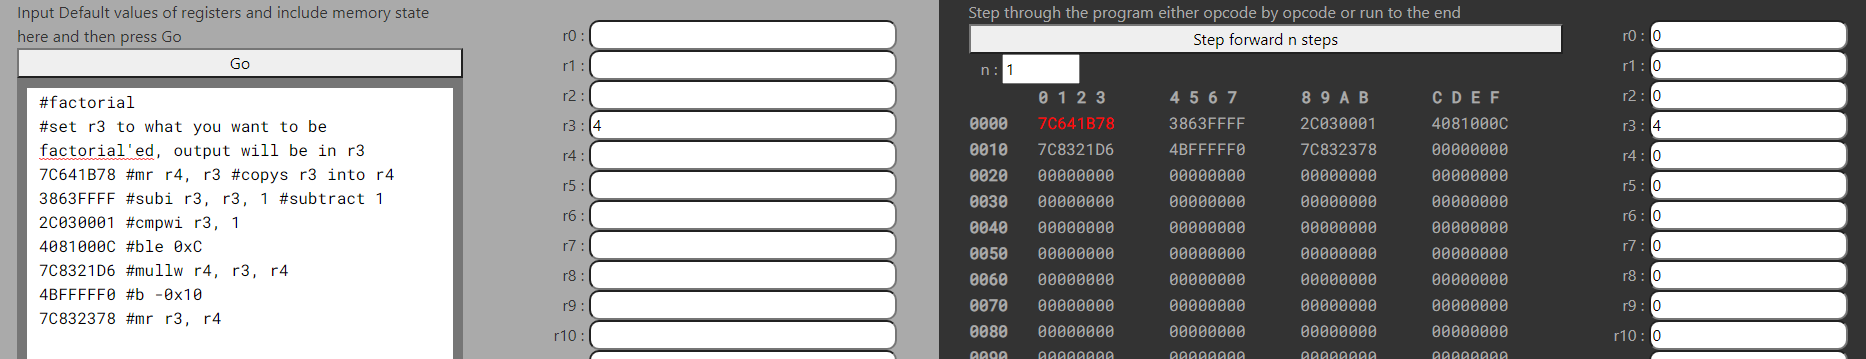 Input Default values of registers and include memory state
here and then press Go
Go
#factorial
#set r3 to what you want to be
factorial'ed, output will be in r3
7C641B78 #mr r4, r3 #copys r3 into r4
3863FFFF #subi r3, r3, 1 #subtract 1
2C030001 #cmpwi r3, 1
4081000C #ble 0xC
7C8321D6 #mullw r4, r3, r4
4BFFFFF0 #b -0x10
7C832378 #mr r3, r4
r0 :
r1 :
r2 :
r3 : 4
r4 :
r5 :
r6 :
r7 :
r8 :
r9 :
r10 :
Step through the program either opcode by opcode or run to the end
Step forward n steps
n : 1
0 1 2 3 4 5 6 7 8 9 A B C D E F
0000 7C641B78 3863FFFF 2C030001 4081000C
0010 7C8321D6 4BFFFFF0 7C832378 00000000
0020 00000000 00000000 00000000 00000000
0030 00000000 00000000 00000000 00000000
0040 00000000 00000000 00000000 00000000
0050 00000000 00000000 00000000 00000000
0060 00000000 00000000 00000000 00000000
0070 00000000 00000000 00000000 00000000
0080 00000000 00000000 00000000 00000000
0090 00000000 00000000 00000000 00000000
r0 : 0
r1 : 0
r2 : 0
r3 : 4
r4 : 0
r5 : 0
r6 : 0
r7 : 0
r8 : 0
r9 : 0
r10 : 0